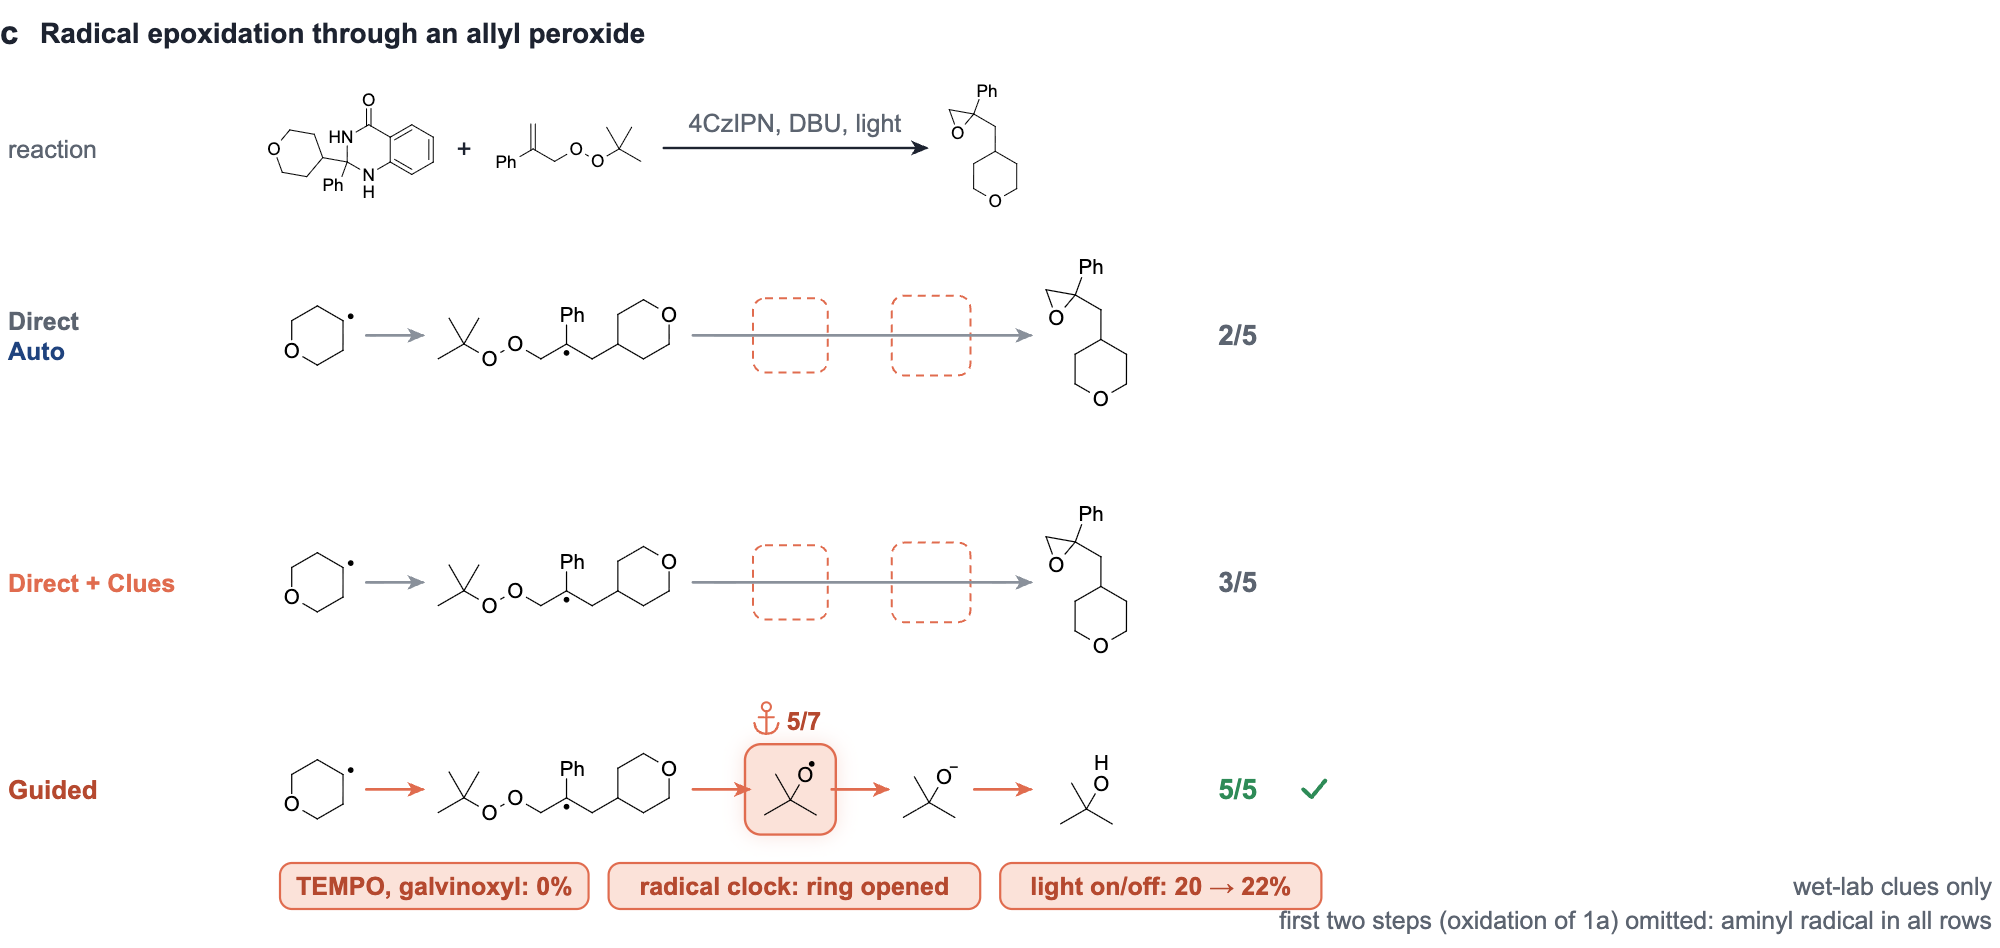 c Radical epoxidation through an allyl peroxide
reaction
O
HN
O
Ph
N
H
+
Ph
O
O
4CzIPN, DBU, light
Ph
O
O
Direct
Auto
O
O
O
Ph
O
Ph
O
O
2/5
Direct + Clues
O
O
O
Ph
O
Ph
O
O
3/5
Guided
O
O
O
Ph
O
5/7
O
O−
H
O
5/5
TEMPO, galvinoxyl: 0%
radical clock: ring opened
light on/off: 20 → 22%
wet-lab clues only
first two steps (oxidation of 1a) omitted: aminyl radical in all rows